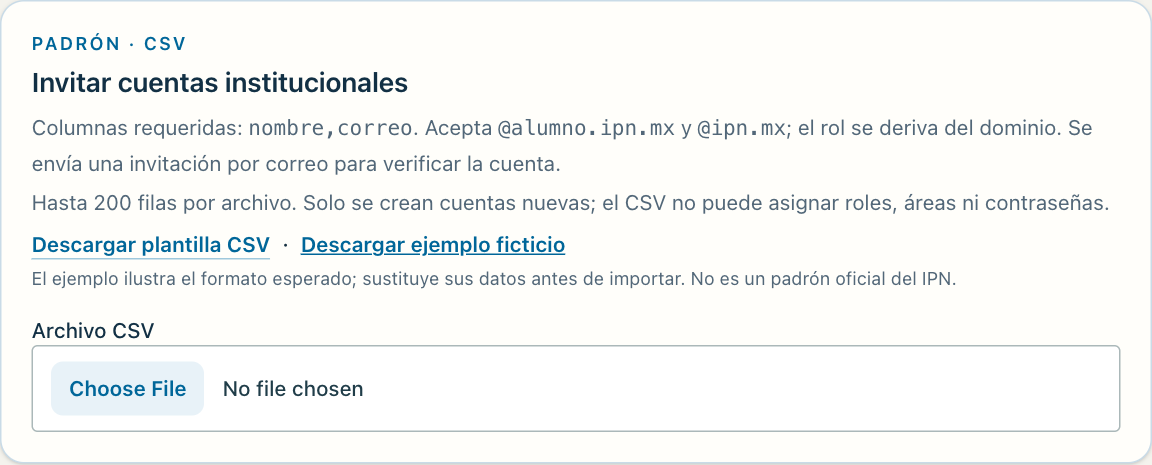 PADRÓN · CSV
Invitar cuentas institucionales
Columnas requeridas: nombre,correo. Acepta @alumno.ipn.mx y @ipn.mx; el rol se deriva del dominio. Se
envía una invitación por correo para verificar la cuenta.
Hasta 200 filas por archivo. Solo se crean cuentas nuevas; el CSV no puede asignar roles, áreas ni contraseñas.
Descargar plantilla CSV · Descargar ejemplo ficticio
El ejemplo ilustra el formato esperado; sustituye sus datos antes de importar. No es un padrón oficial del IPN.
Archivo CSV
Choose File No file chosen